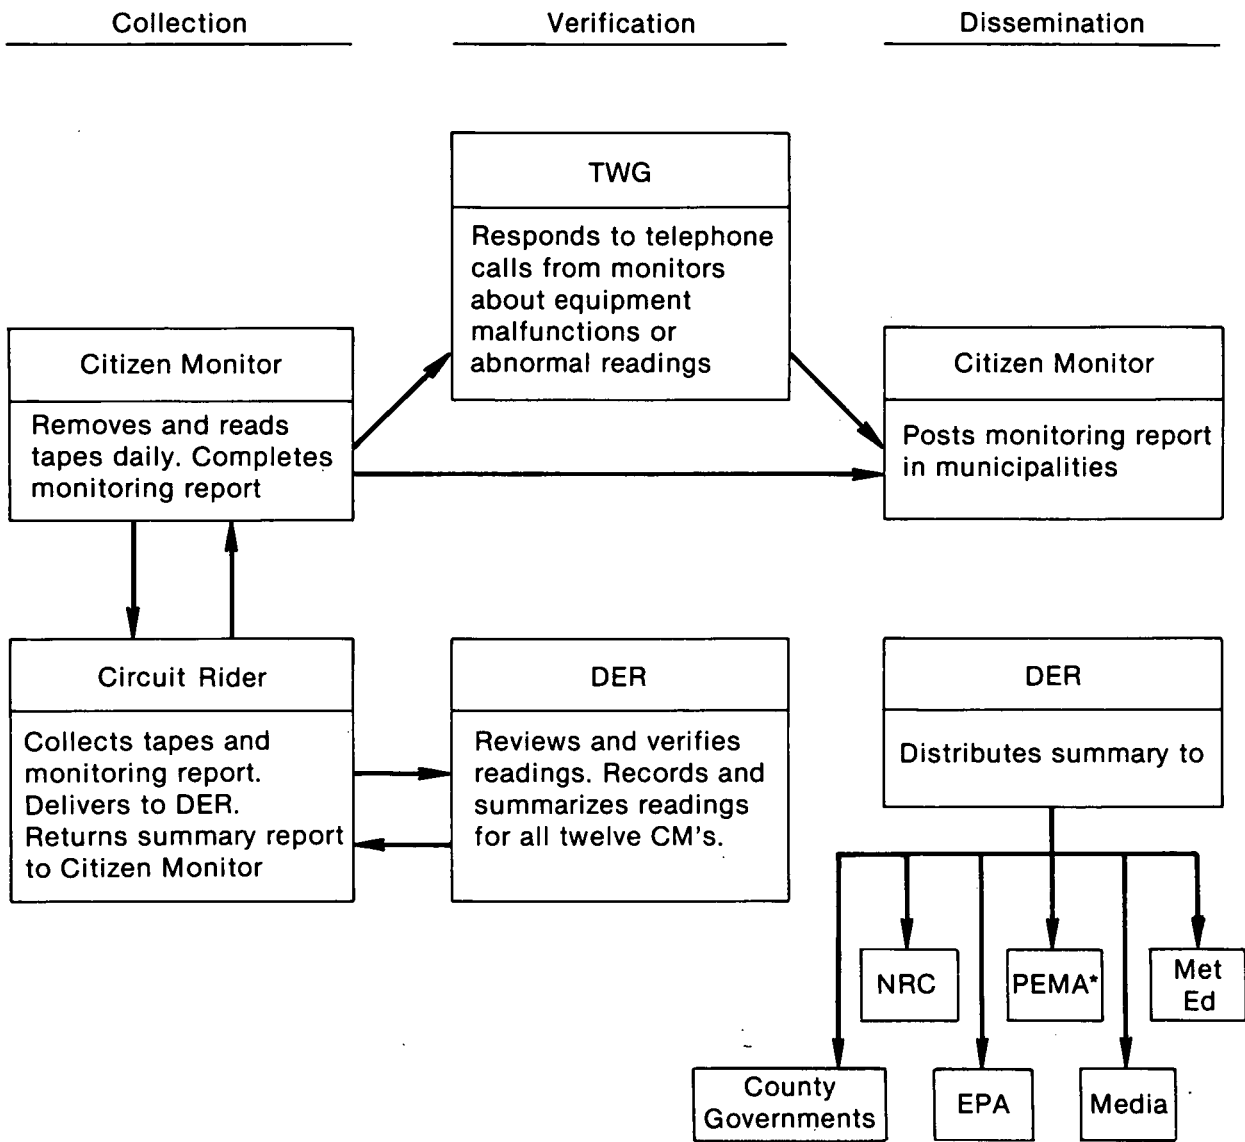 Collection
Verification
Dissemination
TWG
Responds to telephone
calls from monitors
about equipment
malfunctions or
abnormal readings
Citizen Monitor
Removes and reads
tapes daily. Completes
monitoring report
Citizen Monitor
Posts monitoring report
in municipalities
Circuit Rider
Collects tapes and
monitoring report.
Delivers to DER.
Returns summary report
to Citizen Monitor
DER
Reviews and verifies
readings. Records and
summarizes readings
for all twelve CM's.
DER
Distributes summary to
NRC
PEMA*
Met
Ed
County
Governments
EPA
Media